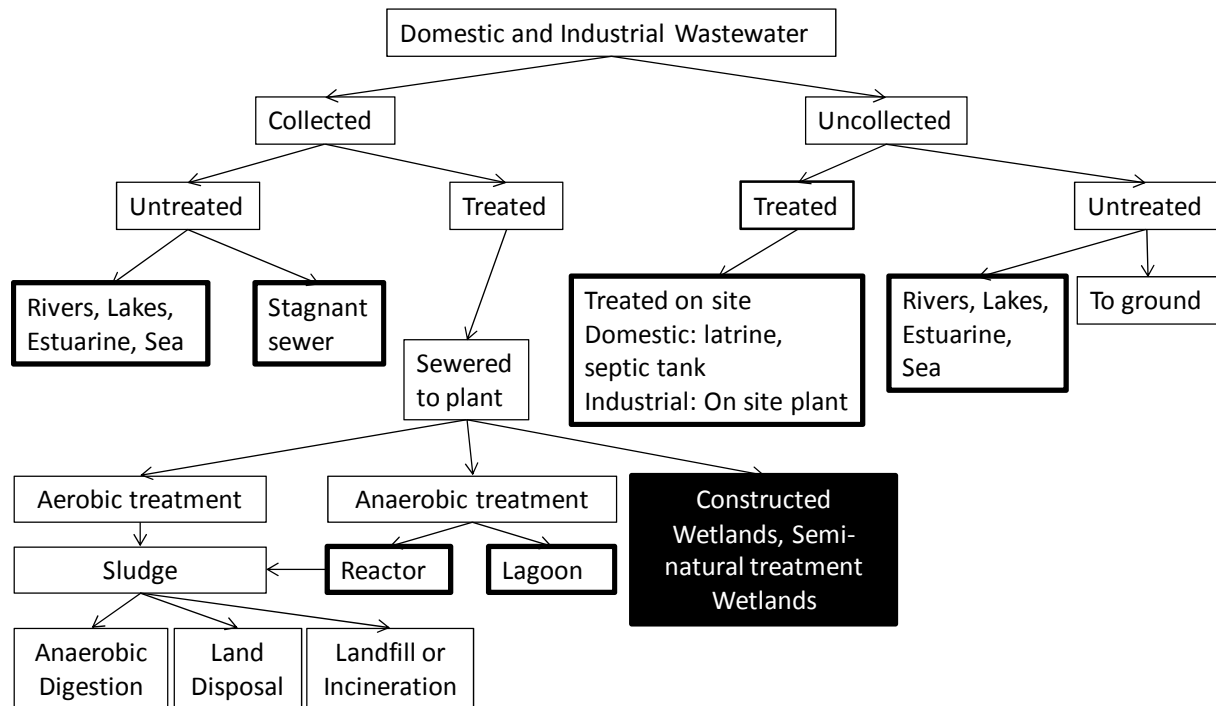 Domestic and Industrial Wastewater
Collected
Uncollected
Untreated
Treated
Treated
Untreated
Rivers, Lakes,
Estuarine, Sea
Stagnant
sewer
Treated on site
Domestic: latrine,
septic tank
Industrial: On site plant
Rivers, Lakes,
Estuarine,
Sea
To ground
Sewered
to plant
Aerobic treatment
Anaerobic treatment
Constructed
Wetlands, Semi-
natural treatment
Wetlands
Sludge
Reactor
Lagoon
Anaerobic
Digestion
Land
Disposal
Landfill or
Incineration